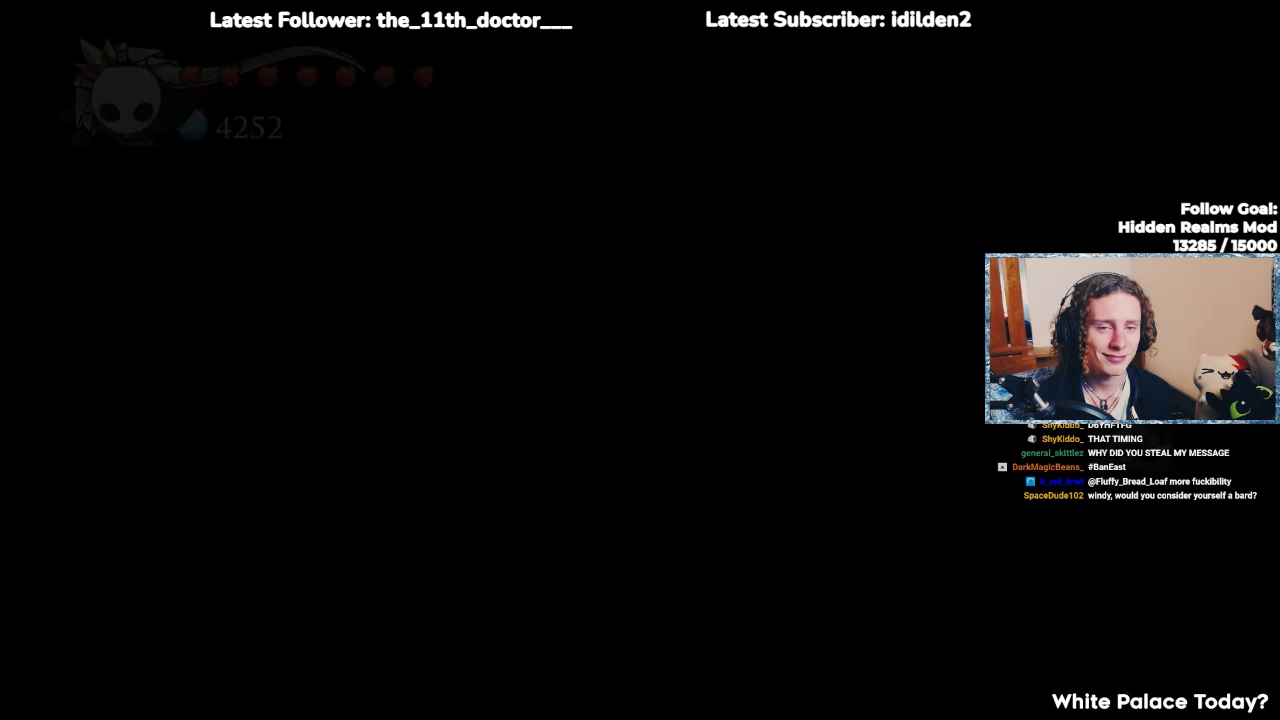 Latest Follower: the_11th_doctor___
Latest Subscriber: idilden2
4252
Follow Goal:
Hidden Realms Mod
13285 / 15000
ShyKiddo_
ShyKiddo_ THAT TIMING
general_skittlez WHY DID YOU STEAL MY MESSAGE
DarkMagicBeans_ #BanEast
@Fluffy_Bread_Loaf more fuckibility
SpaceDude102 windy, would you consider yourself a bard?
White Palace Today?